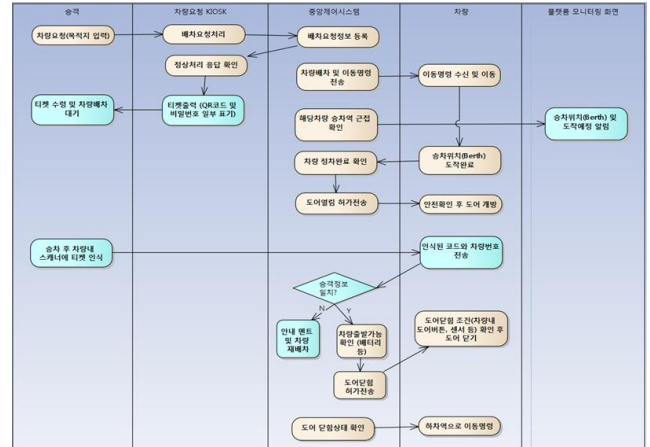 승객
차량요청 KIOSK
중앙제어시스템
차량
플랫폼 모니터링 화면
차량요청(목적지 입력)
배차요청처리
배차요청정보 등록
정상처리 응답 확인
차량배차 및 이동명령
전송
이동명령 수신 및 이동
티켓 수령 및 차량배차
대기
티켓출력 (QR코드 및
비밀번호 일부 표기)
해당차량 승차역 근접
확인
승차위치(Berth) 및
도착예정 알림
차량 정차완료 확인
승차위치(Berth)
도착완료
도어열림 허가전송
안전확인 후 도어 개방
승차 후 차량내
스캐너에 티켓 인식
인식된 코드와 차량번호
전송
승객정보
일치?
N
Y
안내 멘트
및 차량
재배차
차량출발가능
확인 (배터리
등)
도어닫힘 조건(차량내
도어버튼, 센서 등) 확인 후
도어 닫기
도어닫힘
허가전송
도어 닫힘상태 확인
하차역으로 이동명령